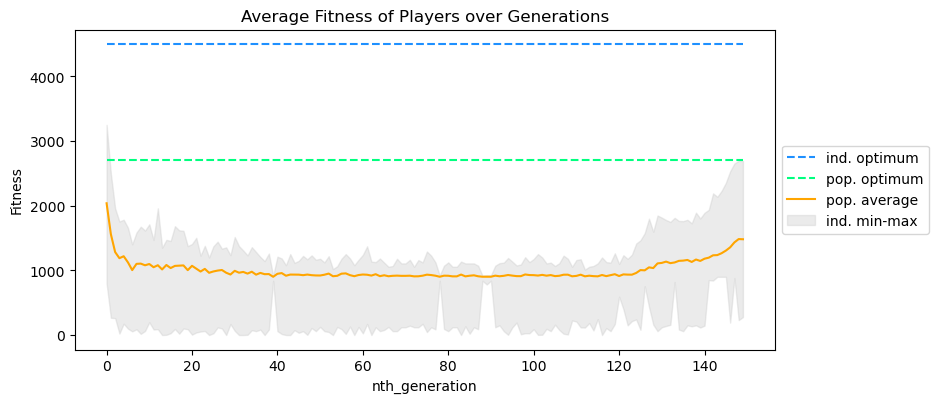 Average Fitness of Players over Generations
Fitness
4000
3000
2000
1000
0
0 20 40 60 80 100 120 140
nth_generation
ind. optimum
pop. optimum
pop. average
ind. min-max